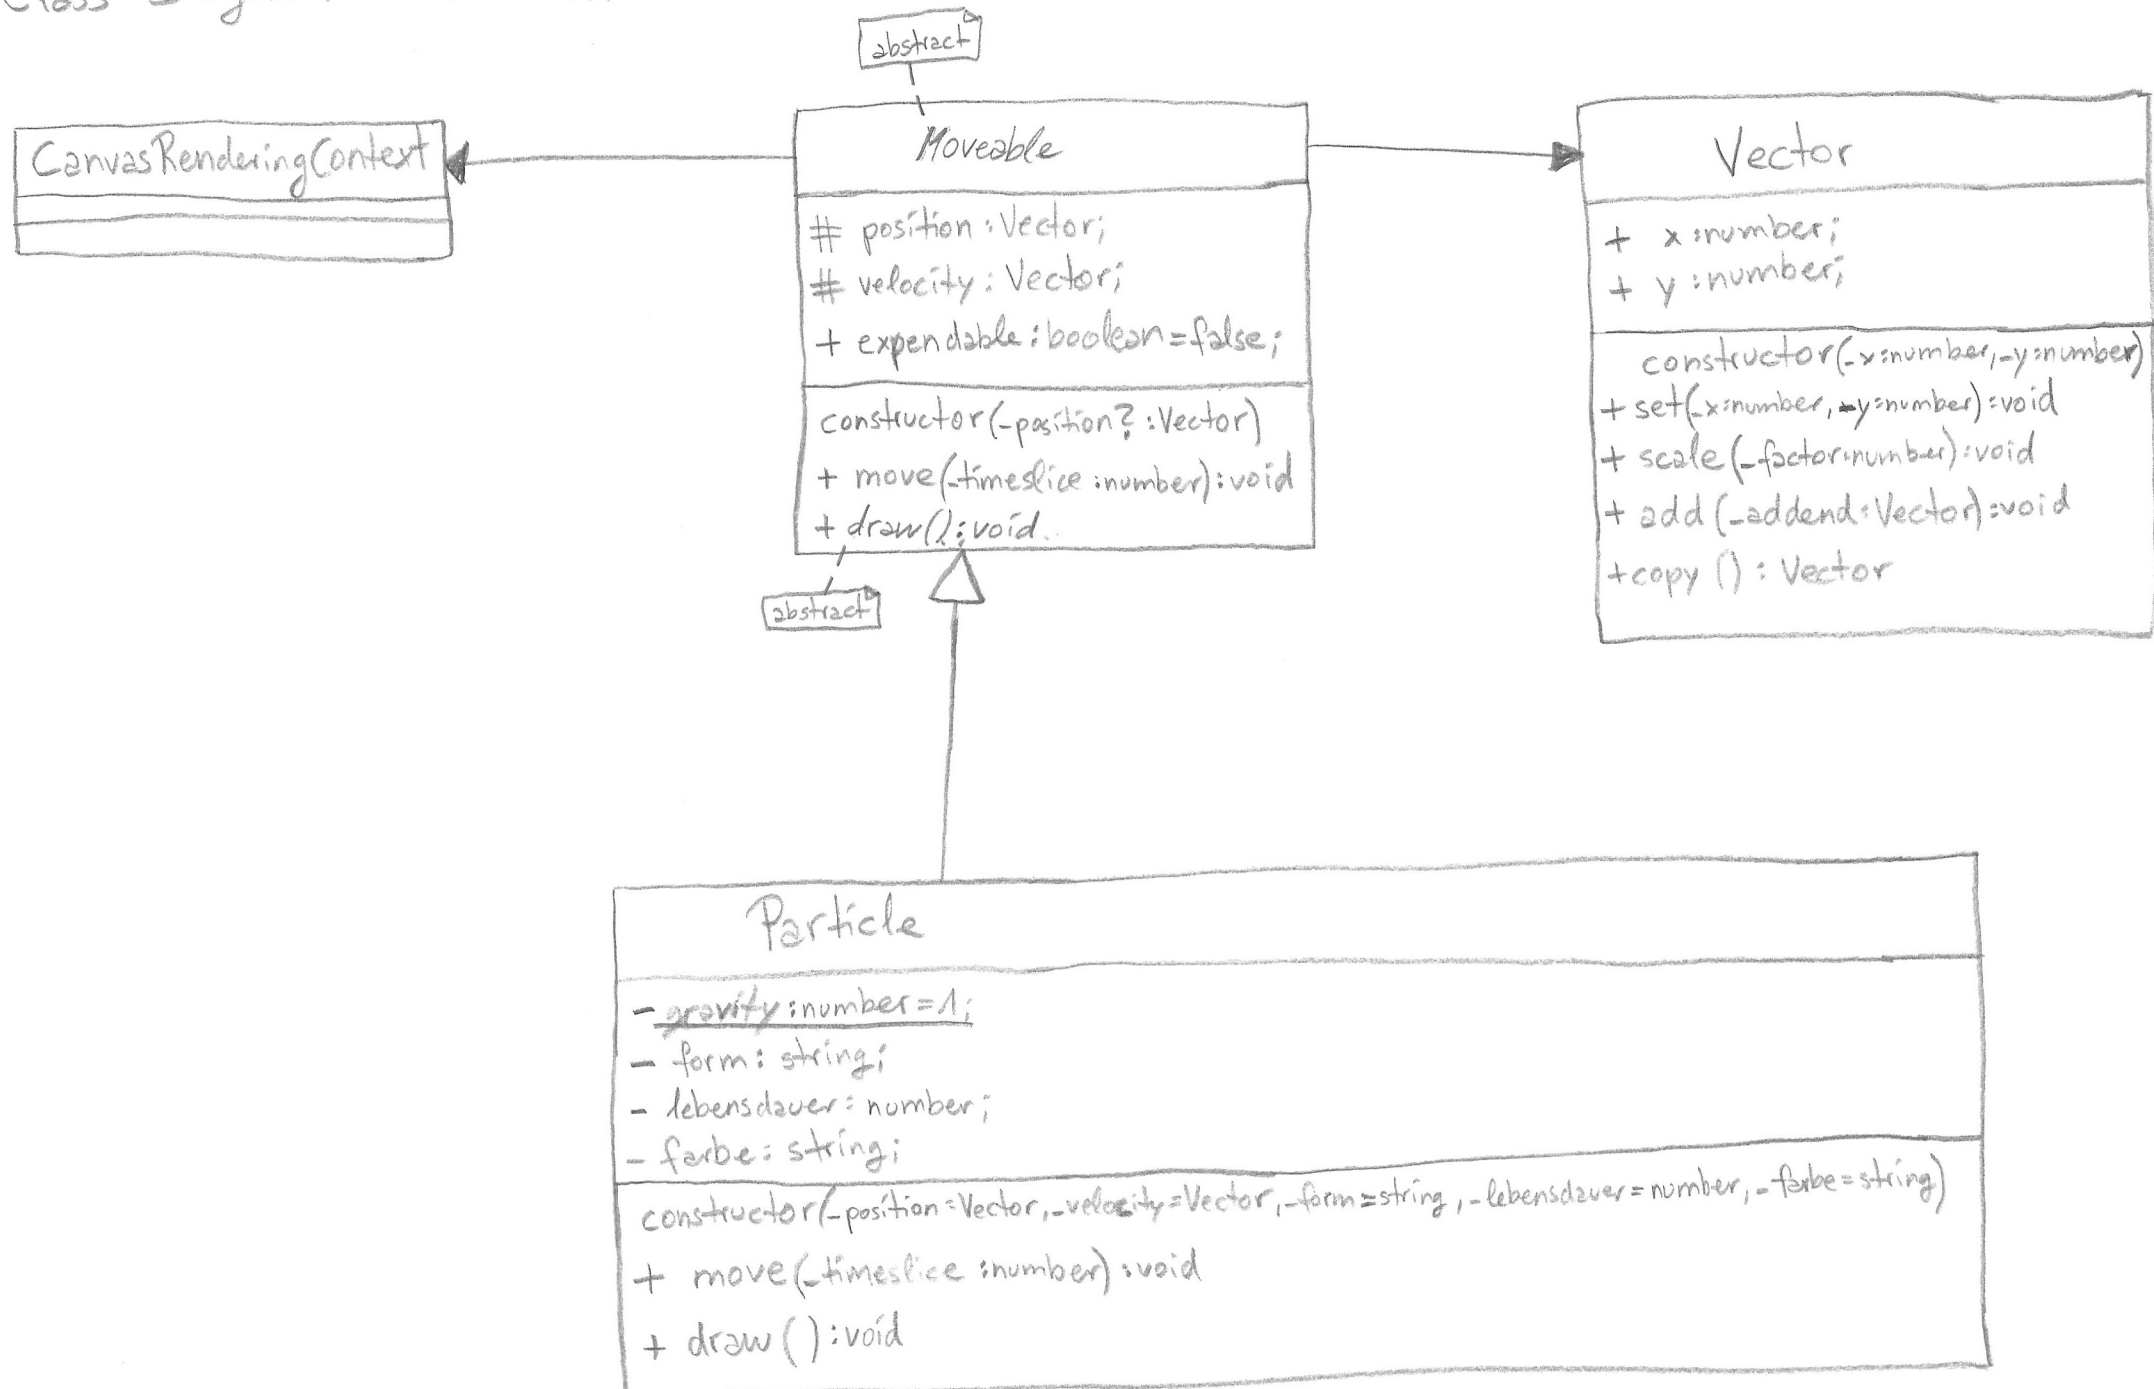 Class
abstract
CanvasRenderingContext
Moveable
# position : Vector;
# velocity : Vector;
+ expendable : boolean = false;
constructor(_position? : Vector)
+ move(_timeslice : number) : void
+ draw() : void
abstract
Vector
+ x : number;
+ y : number;
constructor(_x : number, _y : number)
+ set(_x : number, _y : number) : void
+ scale(_factor : number) : void
+ add (_addend : Vector) : void
+ copy () : Vector
Particle
- gravity : number = 1;
- form : string;
- lebensdauer : number;
- farbe : string;
constructor(_position = Vector, _velocity = Vector, _form = string, _lebensdauer = number, _farbe = string)
+ move(_timeslice : number) : void
+ draw () : void